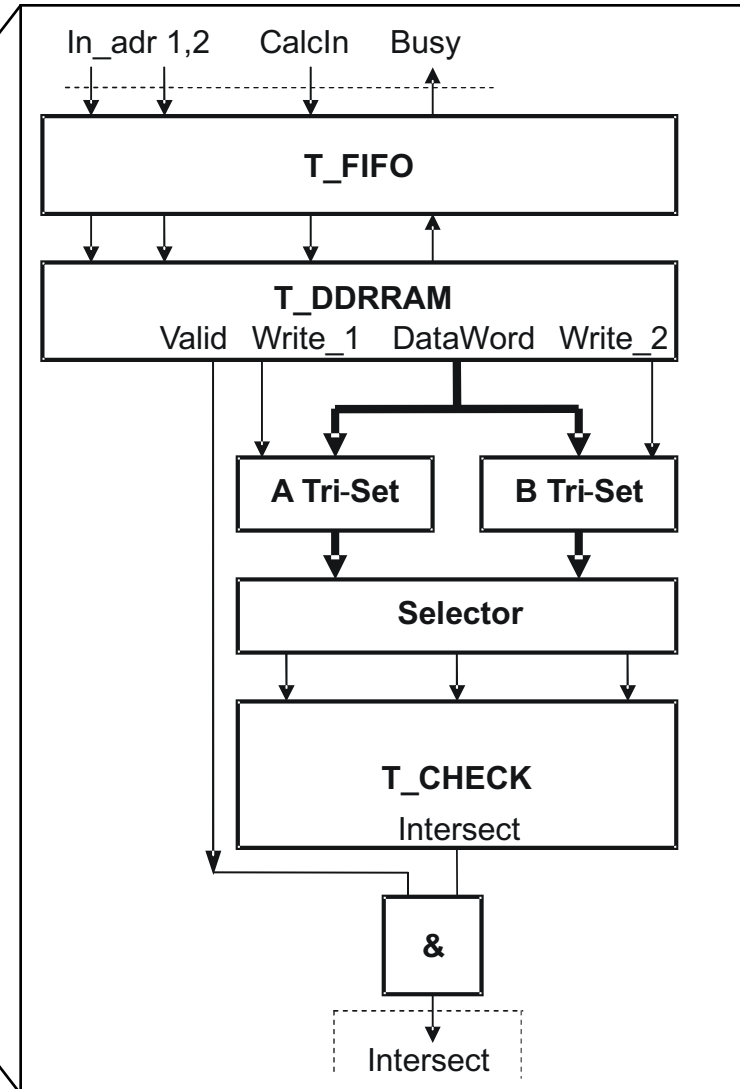 In_adr 1,2 CalcIn Busy
T_FIFO
T_DDRRAM
Valid Write_1 DataWord Write_2
A Tri-Set B Tri-Set
Selector
T_CHECK
Intersect
&
Intersect